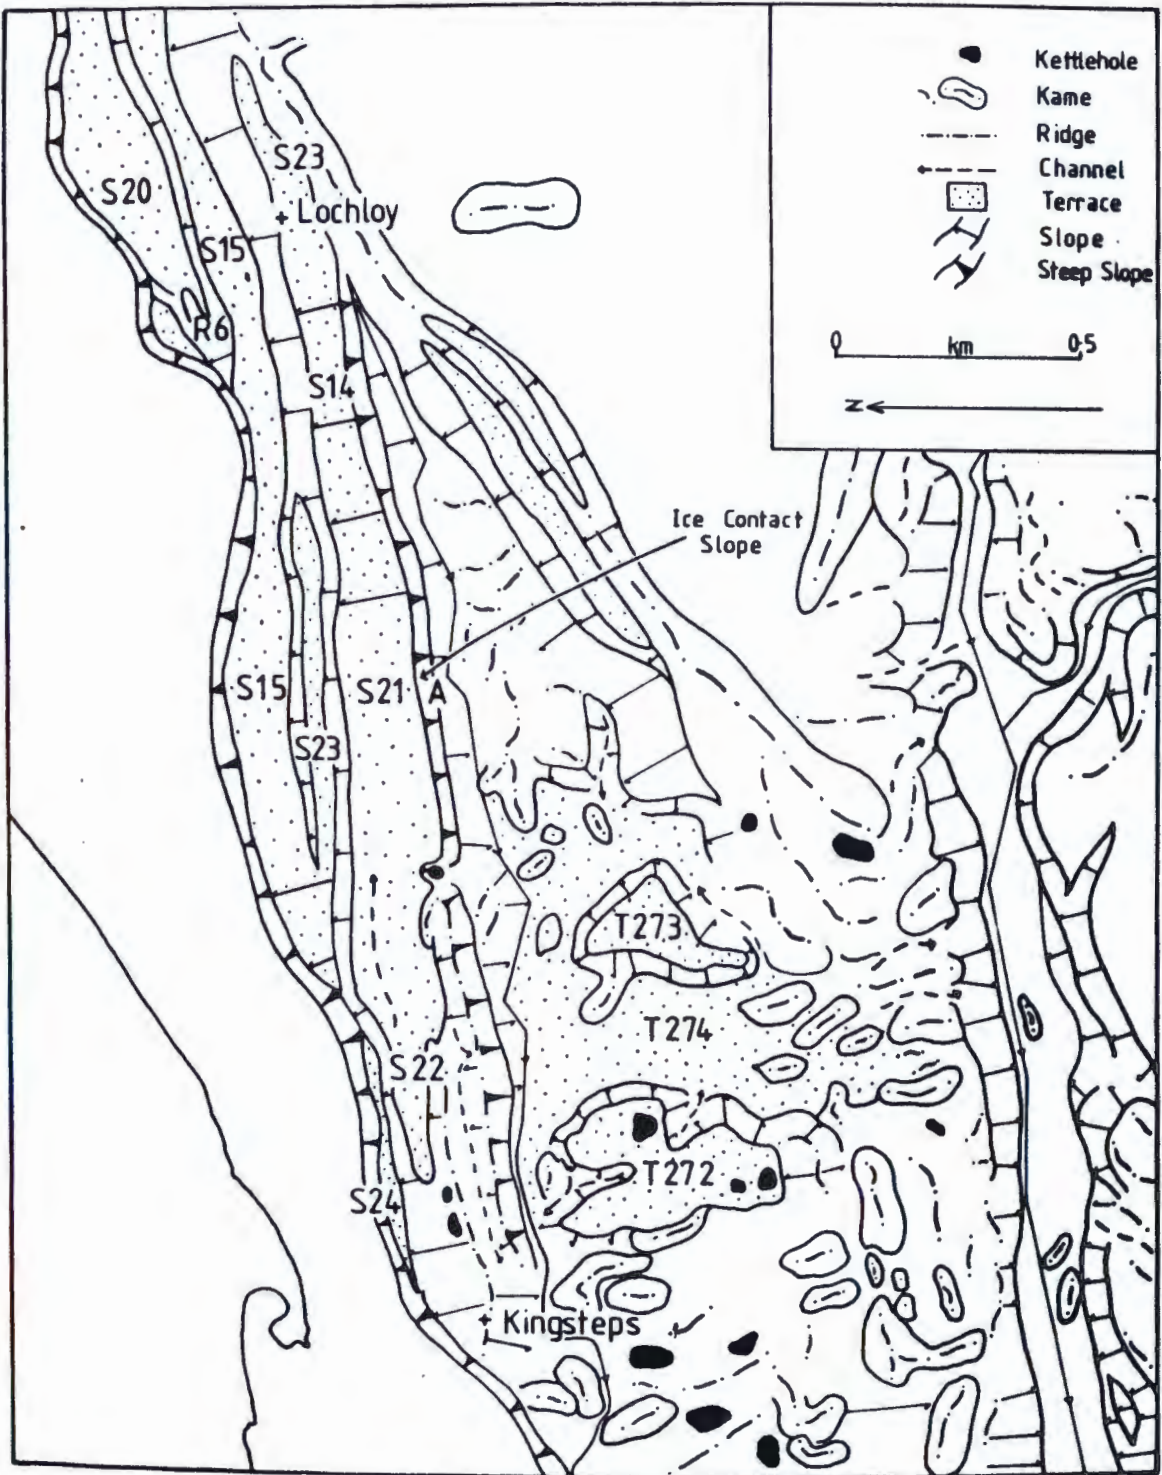 Kettlehole
Kame
Ridge
Channel
Terrace
Slope
Steep Slope
0 km 0·5
N
S23
S20
+ Lochloy
S15
R6
S14
Ice Contact
Slope
S15
S21
A
S23
T273
T274
S22
T272
S24
+ Kingsteps